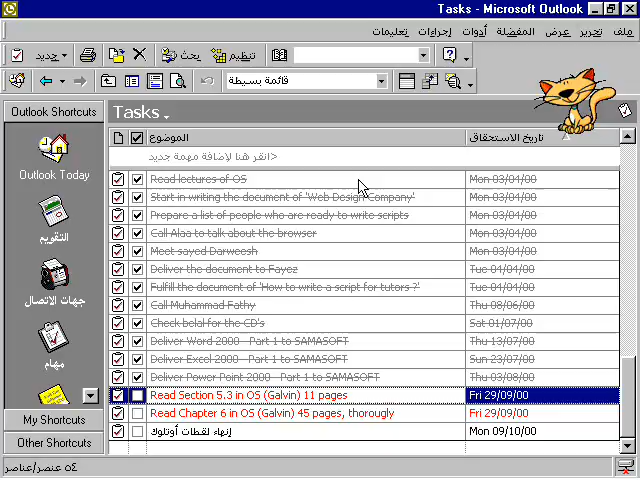 Tasks - Microsoft Outlook
ملف تحرير عرض المفضلة أدوات إجراءات تعليمات
جديد بحث تنظيم
قائمة بسيطة
Outlook Shortcuts
Tasks
الموضوع تاريخ الاستحقاق
انقر هنا لإضافة مهمة جديد>
Outlook Today
Read lectures of OS Mon 03/04/00
Start in writing the document of 'Web Design Company' Mon 03/04/00
Prepare a list of people who are ready to write scripts Mon 03/04/00
التقويم
Call Alaa to talk about the browser Mon 03/04/00
Meet sayed Darweesh Mon 03/04/00
Deliver the document to Fayez Tue 04/04/00
Fulfill the document of 'How to write a script for tutors ?' Tue 04/04/00
جهات الاتصال
Call Muhammad Fathy Thu 08/06/00
Check belal for the CD's Sat 01/07/00
Deliver Word 2000 - Part 1 to SAMASOFT Thu 13/07/00
Deliver Excel 2000 - Part 1 to SAMASOFT Sun 23/07/00
مهام
Deliver Power Point 2000 - Part 1 to SAMASOFT Thu 03/08/00
Read Section 5.3 in OS (Galvin) 11 pages Fri 29/09/00
Read Chapter 6 in OS (Galvin) 45 pages, thorougly Fri 29/09/00
My Shortcuts
إنهاء لقطات أوتلوك Mon 09/10/00
Other Shortcuts
٥٤ عنصر/عناصر